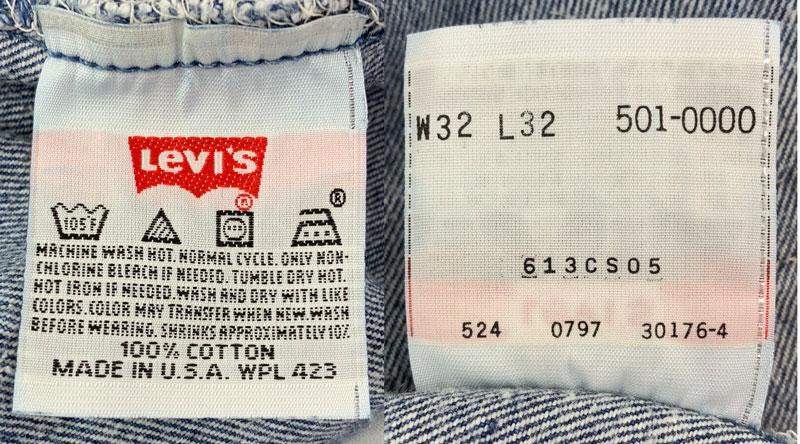 Levi's
®
®
105F
MACHINE WASH HOT. NORMAL CYCLE. ONLY NON-
CHLORINE BLEACH IF NEEDED. TUMBLE DRY HOT.
HOT IRON IF NEEDED. WASH AND DRY WITH LIKE
COLORS. COLOR MAY TRANSFER WHEN NEW. WASH
BEFORE WEARING. SHRINKS APPROXIMATELY 10%
100% COTTON
MADE IN U.S.A. WPL 423
W32 L32 501-0000
613CS05
524 0797 30176-4